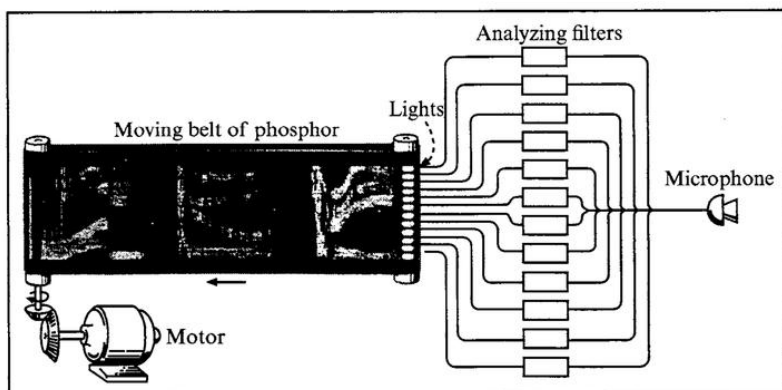 Analyzing filters
Lights
Moving belt of phosphor
Microphone
Motor